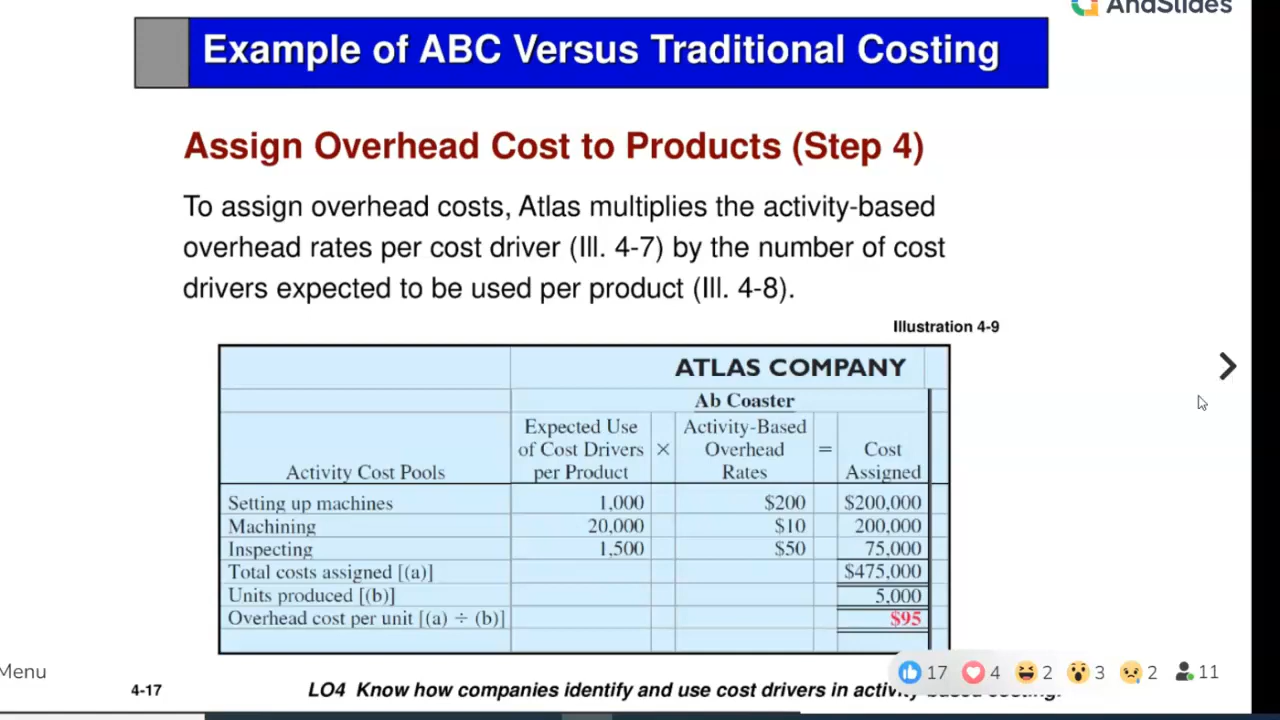 AndSlides
Example of ABC Versus Traditional Costing
Assign Overhead Cost to Products (Step 4)
To assign overhead costs, Atlas multiplies the activity-based
overhead rates per cost driver (Ill. 4-7) by the number of cost
drivers expected to be used per product (Ill. 4-8).
Illustration 4-9
ATLAS COMPANY
Ab Coaster
Expected Use Activity-Based
of Cost Drivers × Overhead = Cost
Activity Cost Pools per Product Rates Assigned
Setting up machines 1,000 $200 $200,000
Machining 20,000 $10 200,000
Inspecting 1,500 $50 75,000
Total costs assigned [(a)] $475,000
Units produced [(b)] 5,000
Overhead cost per unit [(a) ÷ (b)] $95
Menu 17 4 2 3 2 11
4-17 LO4 Know how companies identify and use cost drivers in activity-based costing.